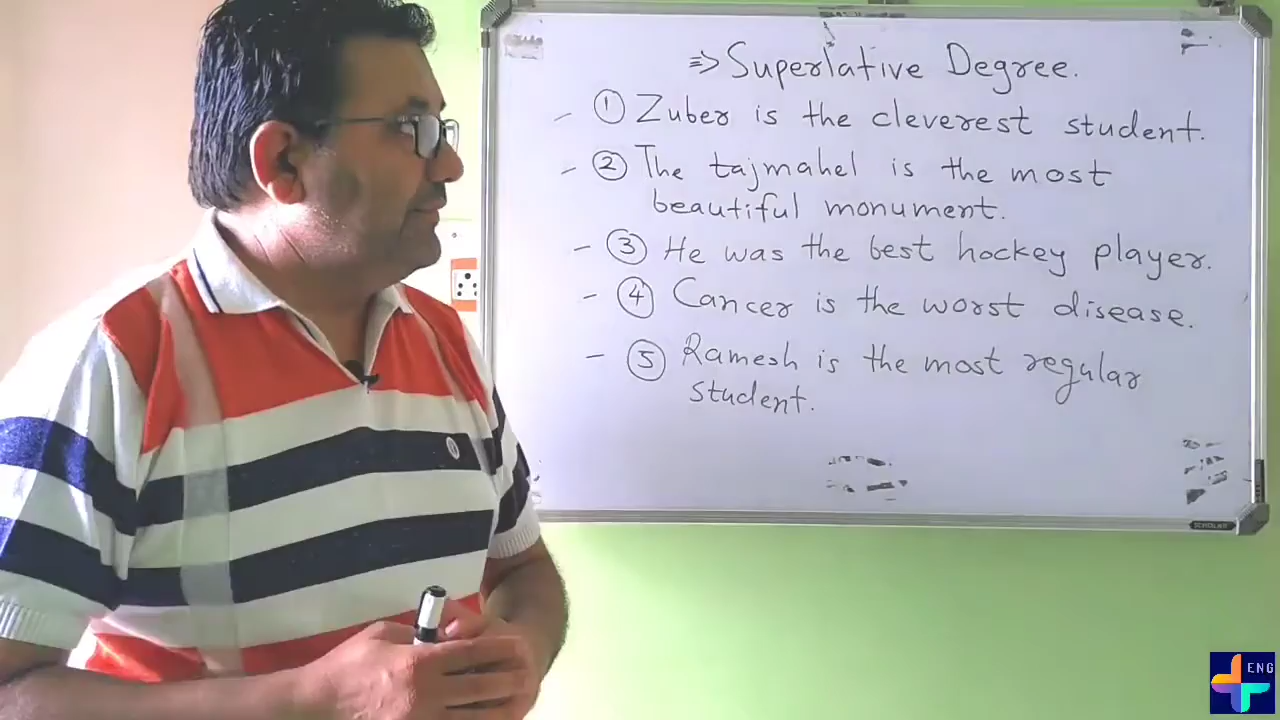 ⇒ Superlative Degree.
- ① Zuber is the cleverest student.
- ② The tajmahel is the most
beautiful monument.
- ③ He was the best hockey player.
- ④ Cancer is the worst disease.
- ⑤ Ramesh is the most regular
student.
ENG